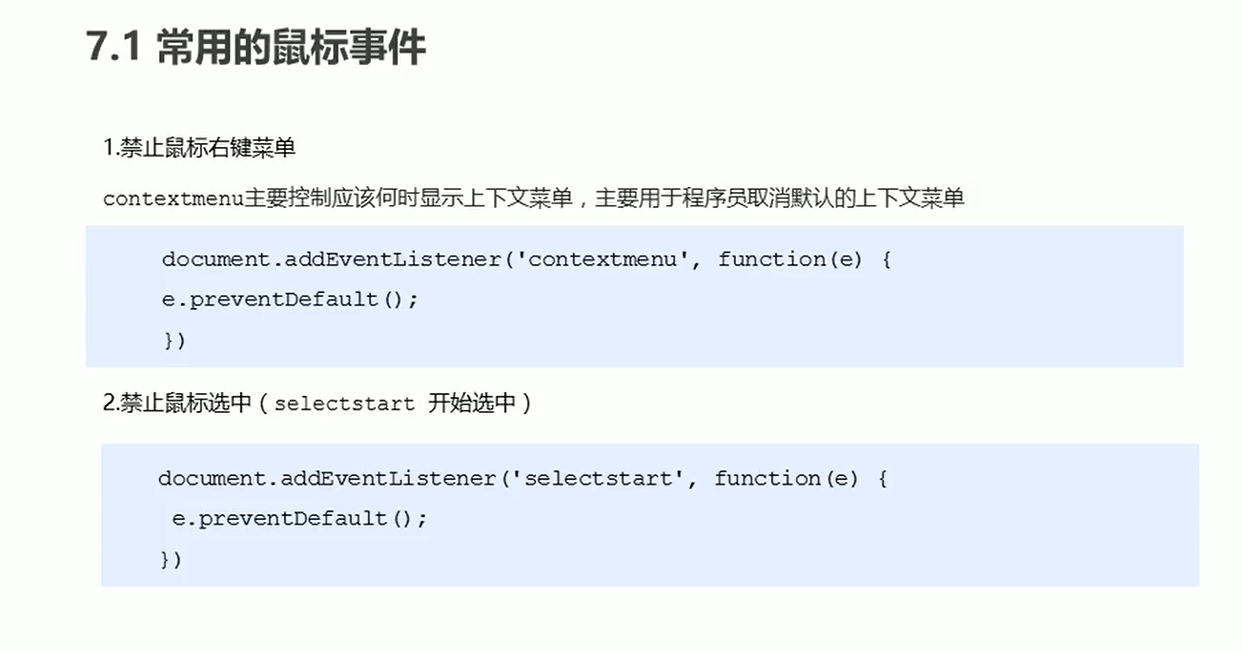 7.1 常用的鼠标事件
1.禁止鼠标右键菜单
contextmenu主要控制应该何时显示上下文菜单，主要用于程序员取消默认的上下文菜单
document.addEventListener('contextmenu', function(e) {
e.preventDefault();
})
2.禁止鼠标选中（selectstart 开始选中）
document.addEventListener('selectstart', function(e) {
e.preventDefault();
})